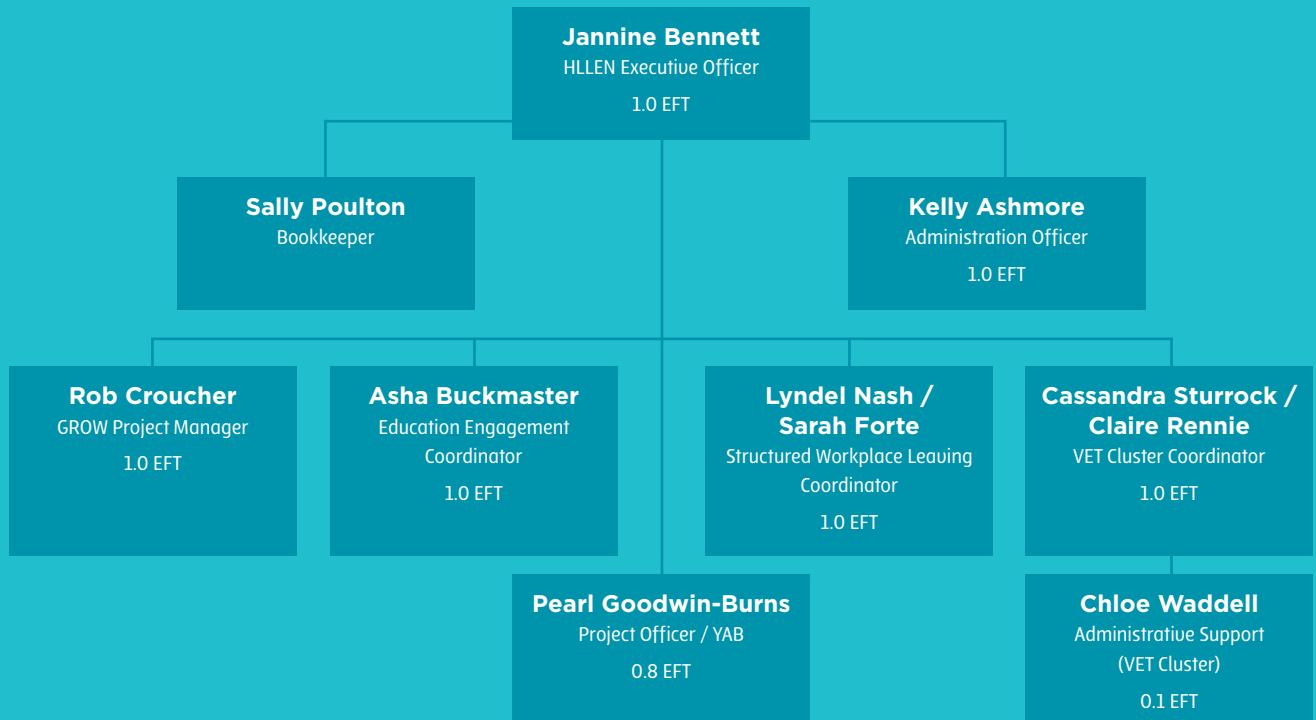 Jannine Bennett
HLLEN Executive Officer
1.0 EFT
Sally Poulton
Bookkeeper
Kelly Ashmore
Administration Officer
1.0 EFT
Rob Croucher
GROW Project Manager
1.0 EFT
Asha Buckmaster
Education Engagement
Coordinator
1.0 EFT
Lyndel Nash /
Sarah Forte
Structured Workplace Leaving
Coordinator
1.0 EFT
Cassandra Sturrock /
Claire Rennie
VET Cluster Coordinator
1.0 EFT
Pearl Goodwin-Burns
Project Officer / YAB
0.8 EFT
Chloe Waddell
Administrative Support
(VET Cluster)
0.1 EFT